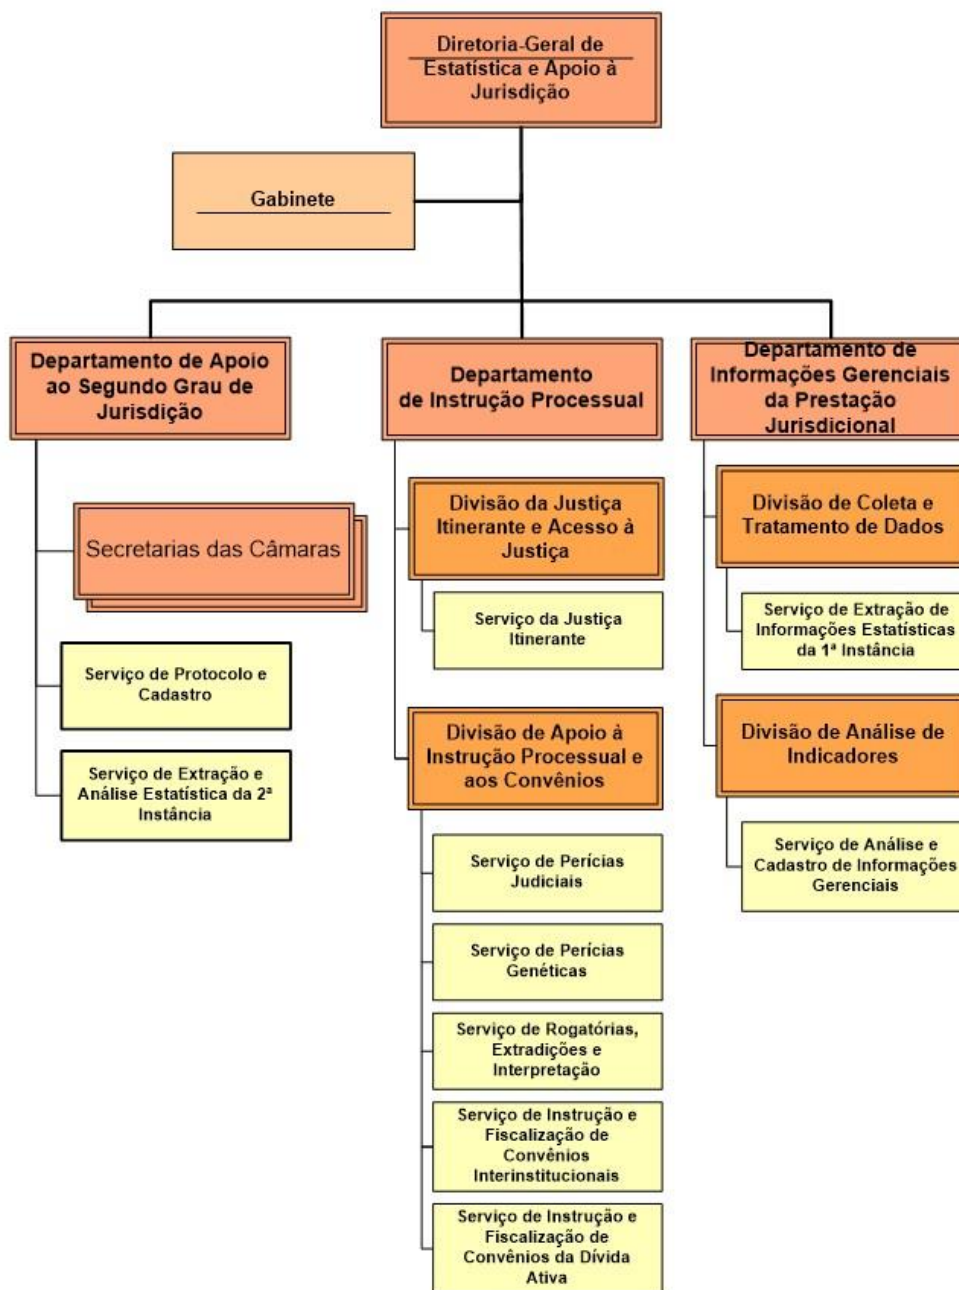 Diretoria-Geral de
Estatística e Apoio à
Jurisdição
Gabinete
Departamento de Apoio
ao Segundo Grau de
Jurisdição
Secretarias das Câmaras
Serviço de Protocolo e
Cadastro
Serviço de Extração e
Análise Estatística da 2ª
Instância
Departamento
de Instrução Processual
Divisão da Justiça
Itinerante e Acesso à
Justiça
Serviço da Justiça
Itinerante
Divisão de Apoio à
Instrução Processual e
aos Convênios
Serviço de Perícias
Judiciais
Serviço de Perícias
Genéticas
Serviço de Rogatórias,
Extradições e
Interpretação
Serviço de Instrução e
Fiscalização de
Convênios
Interinstitucionais
Serviço de Instrução e
Fiscalização de
Convênios da Dívida
Ativa
Departamento de
Informações Gerenciais
da Prestação
Jurisdicional
Divisão de Coleta e
Tratamento de Dados
Serviço de Extração de
Informações Estatísticas
da 1ª Instância
Divisão de Análise de
Indicadores
Serviço de Análise e
Cadastro de Informações
Gerenciais